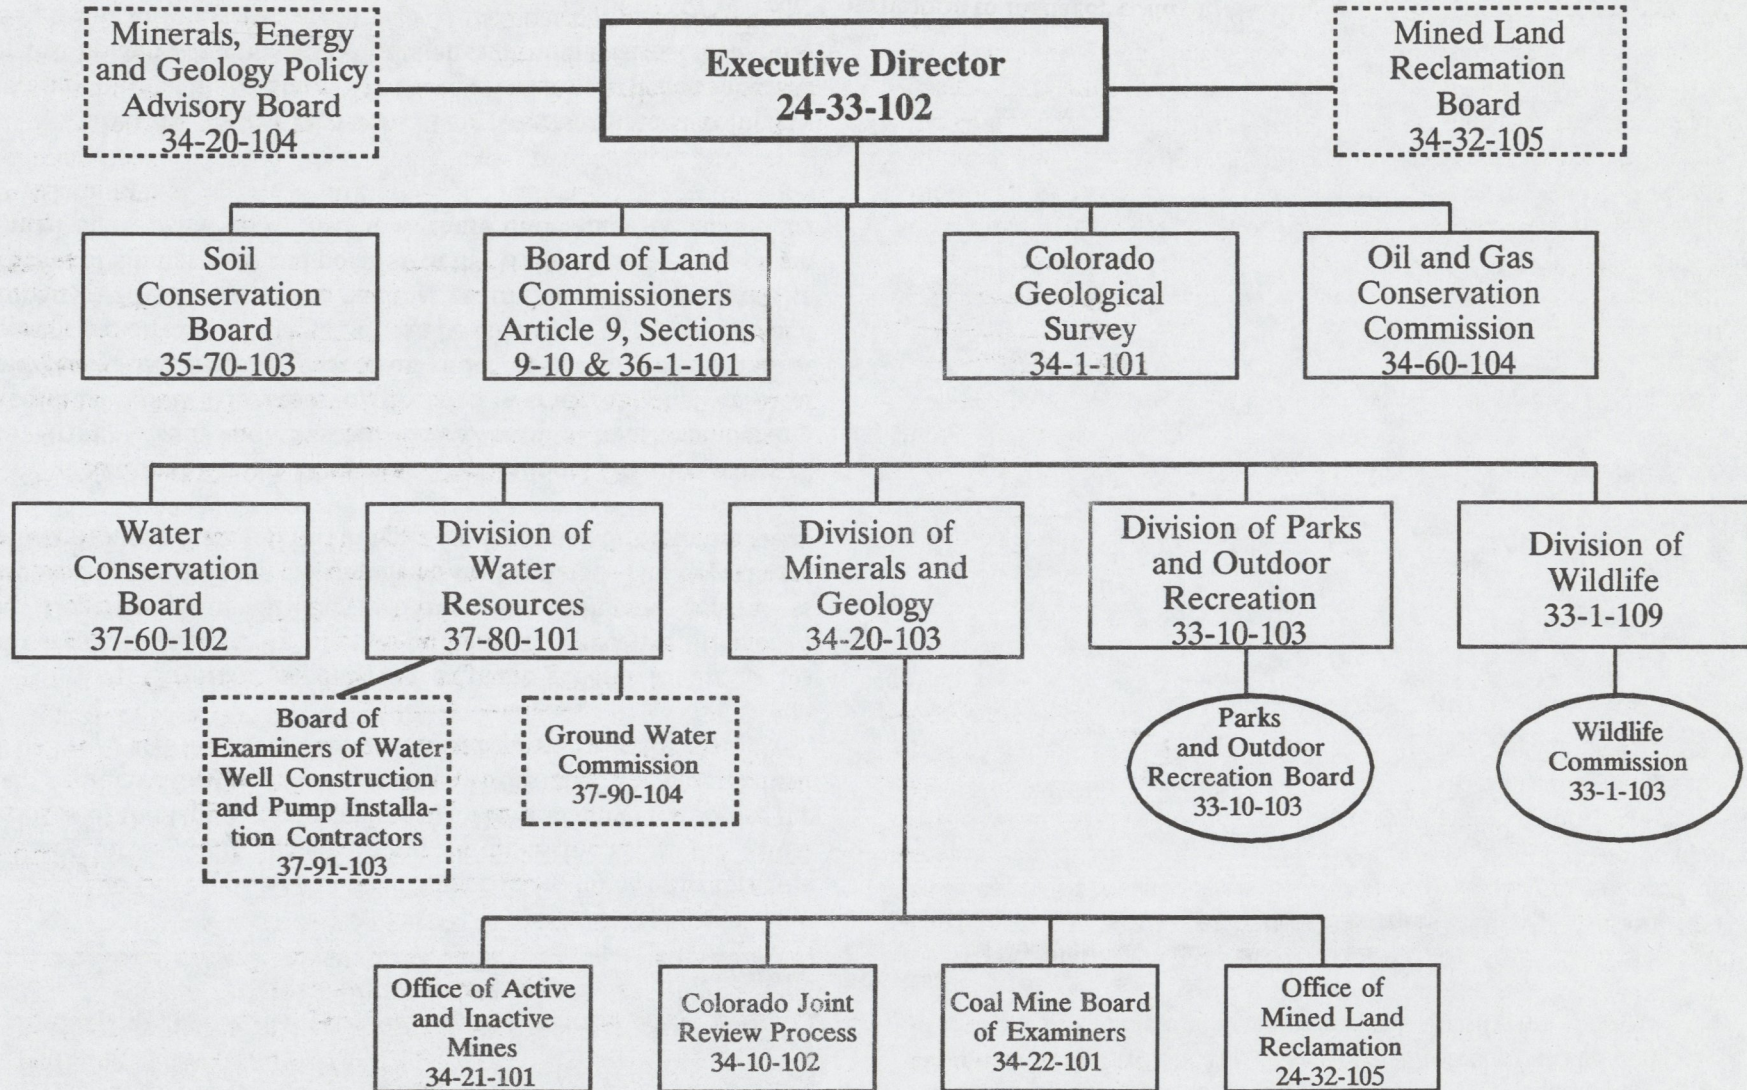 Minerals, Energy
and Geology Policy
Advisory Board
34-20-104
Executive Director
24-33-102
Mined Land
Reclamation
Board
34-32-105
Soil
Conservation
Board
35-70-103
Board of Land
Commissioners
Article 9, Sections
9-10 & 36-1-101
Colorado
Geological
Survey
34-1-101
Oil and Gas
Conservation
Commission
34-60-104
Water
Conservation
Board
37-60-102
Division of
Water
Resources
37-80-101
Division of
Minerals and
Geology
34-20-103
Division of Parks
and Outdoor
Recreation
33-10-103
Division of
Wildlife
33-1-109
Board of
Examiners of Water
Well Construction
and Pump Installa-
tion Contractors
37-91-103
Ground Water
Commission
37-90-104
Parks
and Outdoor
Recreation Board
33-10-103
Wildlife
Commission
33-1-103
Office of Active
and Inactive
Mines
34-21-101
Colorado Joint
Review Process
34-10-102
Coal Mine Board
of Examiners
34-22-101
Office of
Mined Land
Reclamation
24-32-105